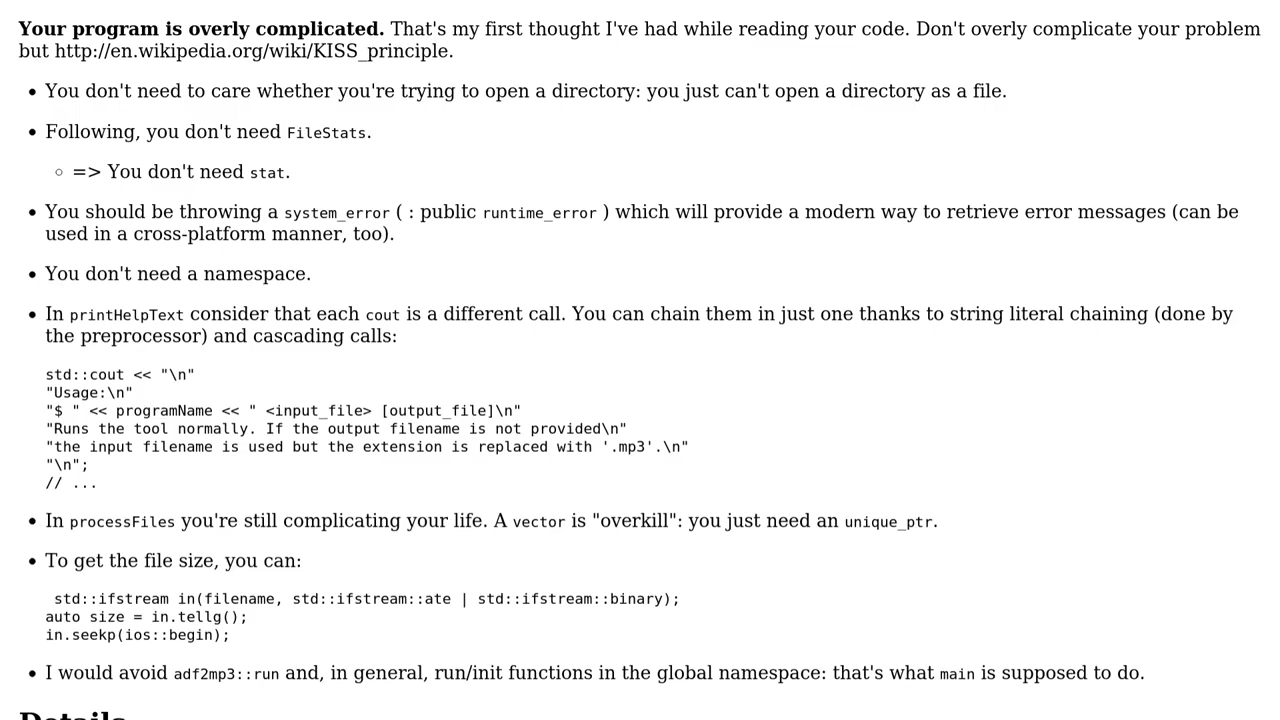 Your program is overly complicated. That's my first thought I've had while reading your code. Don't overly complicate your problem
but http://en.wikipedia.org/wiki/KISS_principle.
• You don't need to care whether you're trying to open a directory: you just can't open a directory as a file.
• Following, you don't need FileStats.
◦ => You don't need stat.
• You should be throwing a system_error ( : public runtime_error ) which will provide a modern way to retrieve error messages (can be
used in a cross-platform manner, too).
• You don't need a namespace.
• In printHelpText consider that each cout is a different call. You can chain them in just one thanks to string literal chaining (done by
the preprocessor) and cascading calls:
std::cout << "\n"
"Usage:\n"
"$ " << programName << " <input_file> [output_file]\n"
"Runs the tool normally. If the output filename is not provided\n"
"the input filename is used but the extension is replaced with '.mp3'.\n"
"\n";
// ...
• In processFiles you're still complicating your life. A vector is "overkill": you just need an unique_ptr.
• To get the file size, you can:
std::ifstream in(filename, std::ifstream::ate | std::ifstream::binary);
auto size = in.tellg();
in.seekp(ios::begin);
• I would avoid adf2mp3::run and, in general, run/init functions in the global namespace: that's what main is supposed to do.
Details